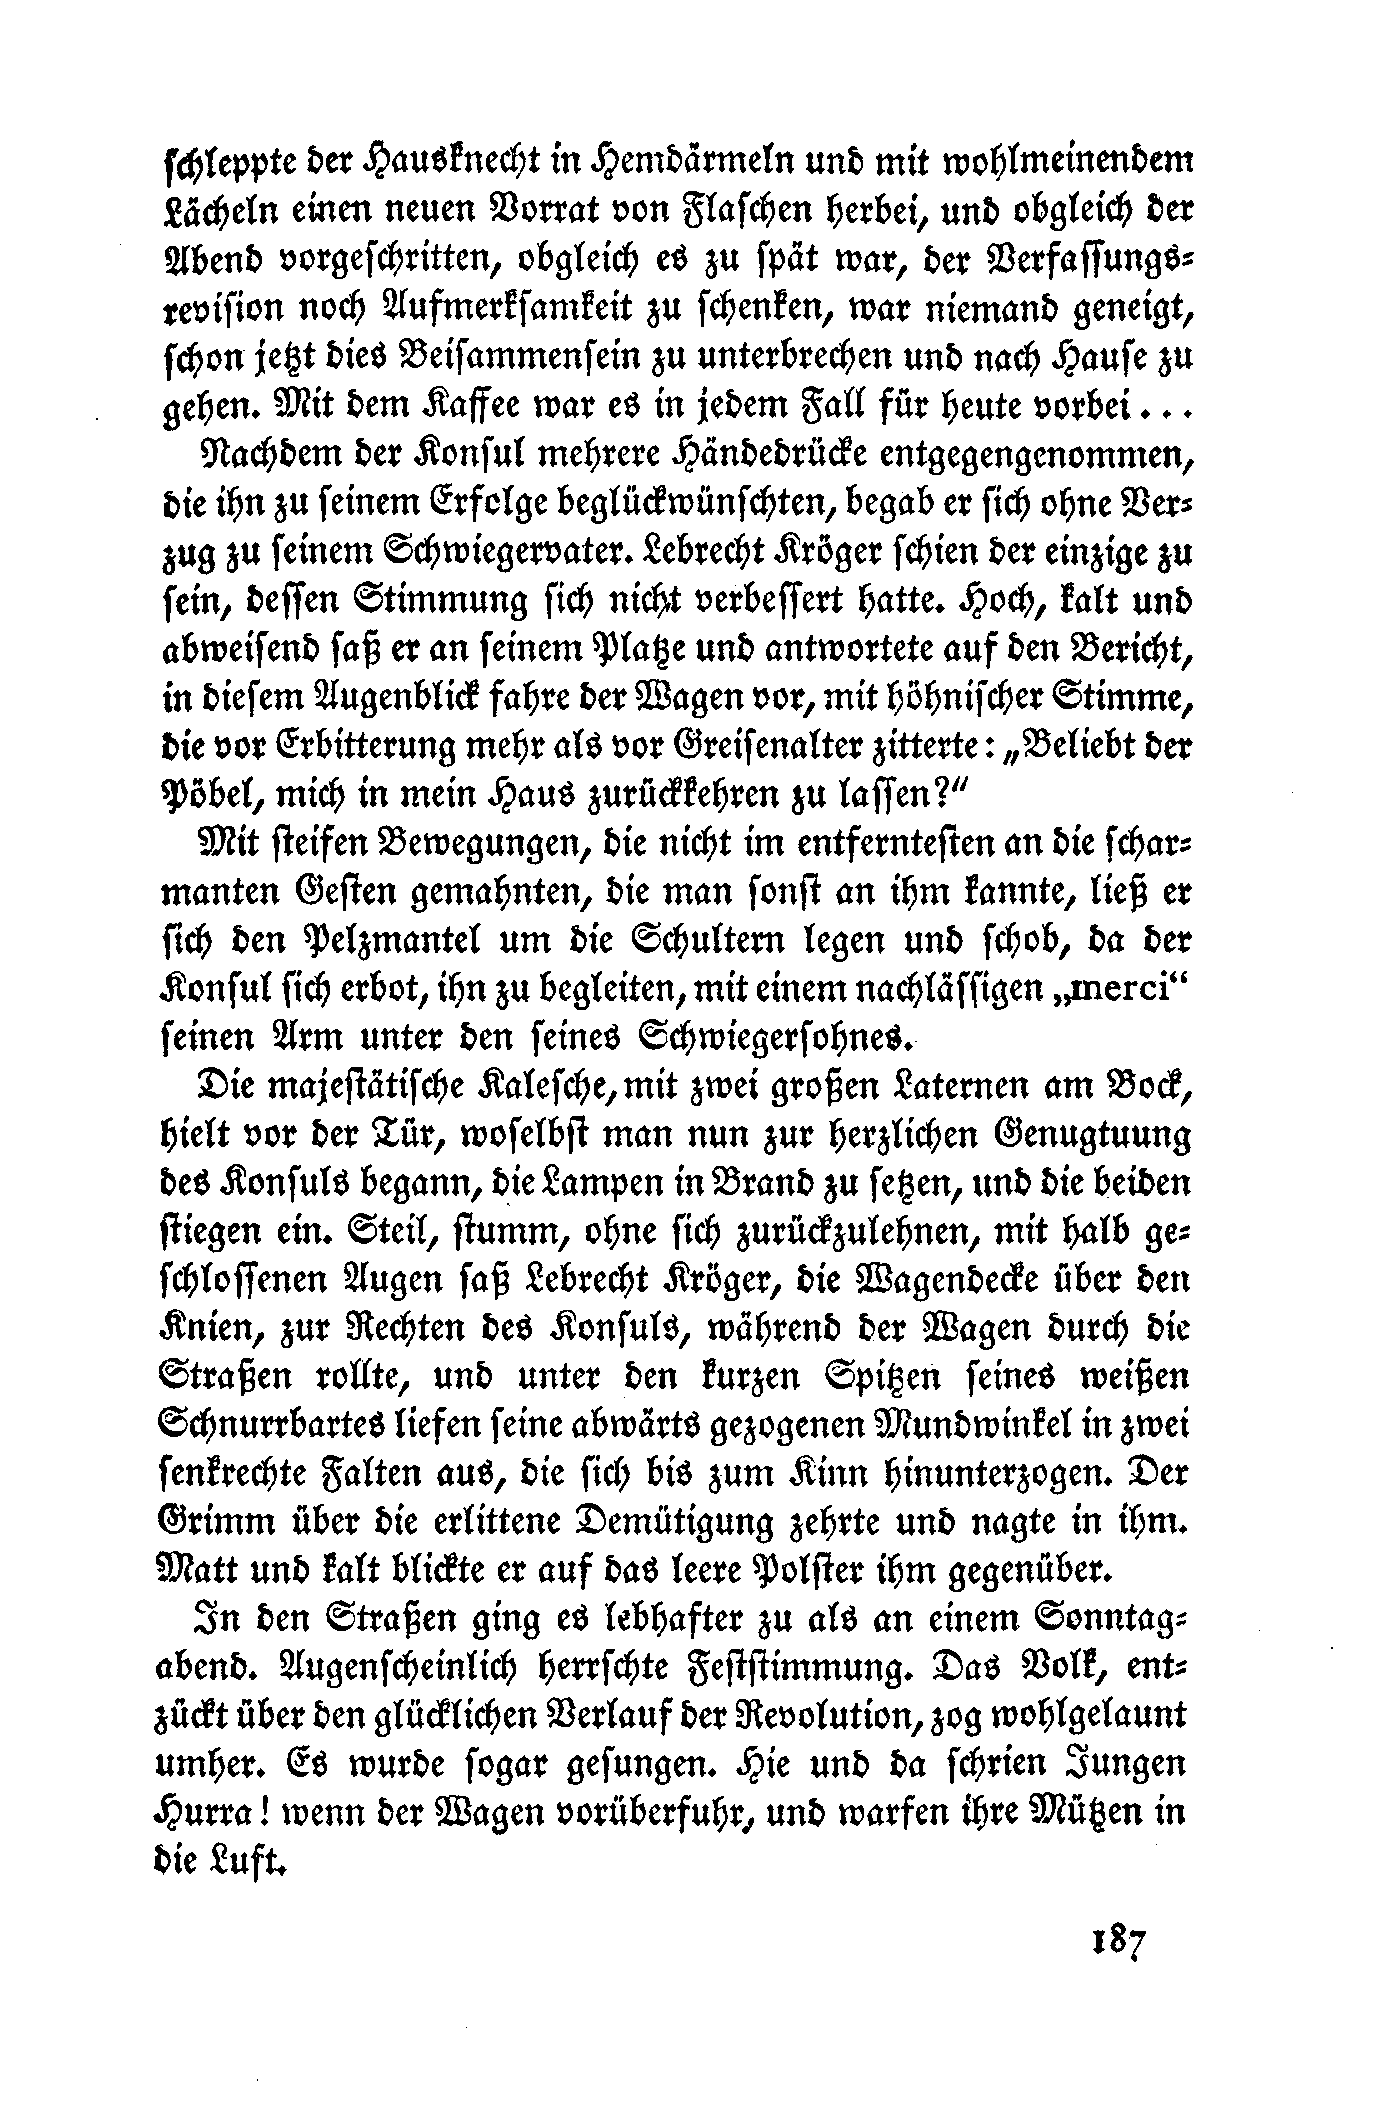 schleppte der Hausknecht in Hemdärmeln und mit wohlmeinendem
Lächeln einen neuen Vorrat von Flaschen herbei, und obgleich der
Abend vorgeschritten, obgleich es zu spät war, der Verfassungs-
revision noch Aufmerksamkeit zu schenken, war niemand geneigt,
schon jetzt dies Beisammensein zu unterbrechen und nach Hause zu
gehen. Mit dem Kaffee war es in jedem Fall für heute vorbei...
Nachdem der Konsul mehrere Händedrücke entgegengenommen,
die ihn zu seinem Erfolge beglückwünschten, begab er sich ohne Ver-
zug zu seinem Schwiegervater. Lebrecht Kröger schien der einzige zu
sein, dessen Stimmung sich nicht verbessert hatte. Hoch, kalt und
abweisend saß er an seinem Platze und antwortete auf den Bericht,
in diesem Augenblick fahre der Wagen vor, mit höhnischer Stimme,
die vor Erbitterung mehr als vor Greisenalter zitterte: „Beliebt der
Pöbel, mich in mein Haus zurückkehren zu lassen?“
Mit steifen Bewegungen, die nicht im entferntesten an die schar-
manten Gesten gemahnten, die man sonst an ihm kannte, ließ er
sich den Pelzmantel um die Schultern legen und schob, da der
Konsul sich erbot, ihn zu begleiten, mit einem nachlässigen „merci“
seinen Arm unter den seines Schwiegersohnes.
Die majestätische Kalesche, mit zwei großen Laternen am Bock,
hielt vor der Tür, woselbst man nun zur herzlichen Genugtuung
des Konsuls begann, die Lampen in Brand zu setzen, und die beiden
stiegen ein. Steil, stumm, ohne sich zurückzulehnen, mit halb ge-
schlossenen Augen saß Lebrecht Kröger, die Wagendecke über den
Knien, zur Rechten des Konsuls, während der Wagen durch die
Straßen rollte, und unter den kurzen Spitzen seines weißen
Schnurrbartes liefen seine abwärts gezogenen Mundwinkel in zwei
senkrechte Falten aus, die sich bis zum Kinn hinunterzogen. Der
Grimm über die erlittene Demütigung zehrte und nagte in ihm.
Matt und kalt blickte er auf das leere Polster ihm gegenüber.
In den Straßen ging es lebhafter zu als an einem Sonntag-
abend. Augenscheinlich herrschte Feststimmung. Das Volk, ent-
zückt über den glücklichen Verlauf der Revolution, zog wohlgelaunt
umher. Es wurde sogar gesungen. Hie und da schrien Jungen
Hurra! wenn der Wagen vorüberfuhr, und warfen ihre Mützen in
die Luft.
187